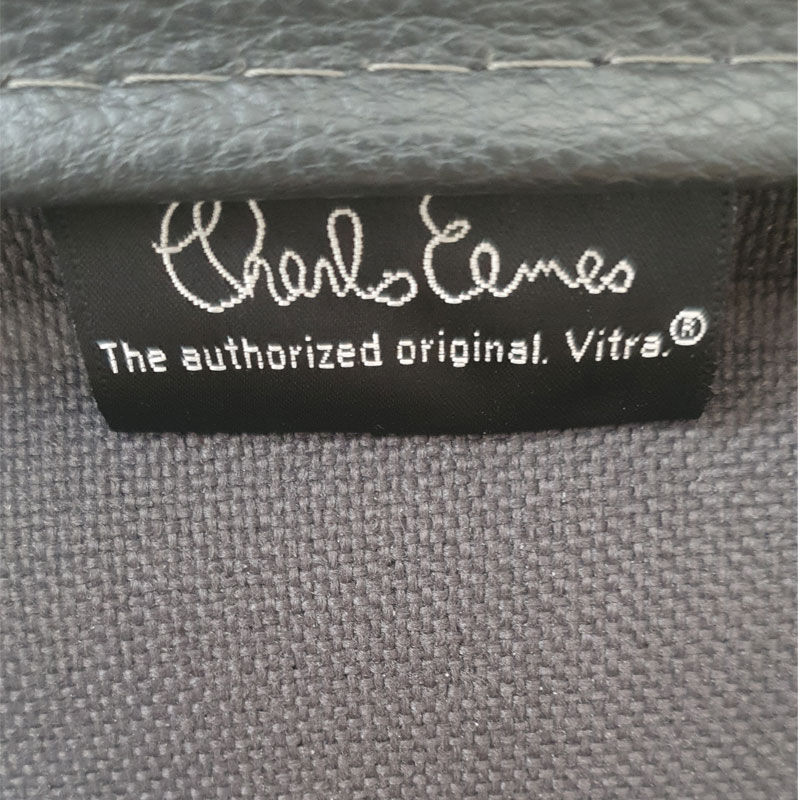 Charles Eames
The authorized original. Vitra.®